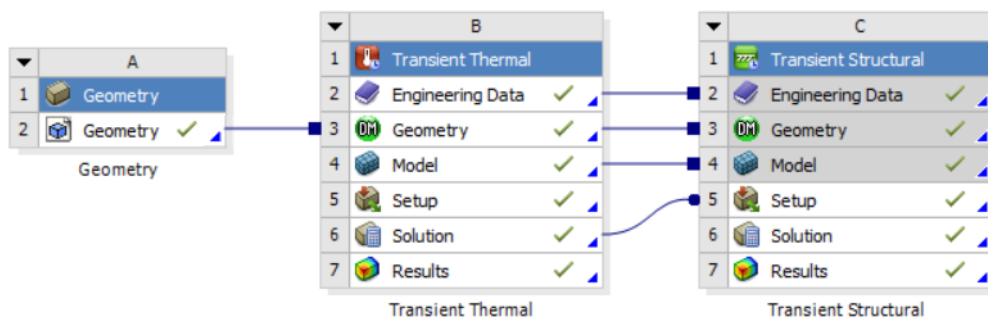 A
1 Geometry
2 Geometry
Geometry
B
1 Transient Thermal
2 Engineering Data
3 DM Geometry
4 Model
5 Setup
6 Solution
7 Results
Transient Thermal
C
1 Transient Structural
2 Engineering Data
3 DM Geometry
4 Model
5 Setup
6 Solution
7 Results
Transient Structural